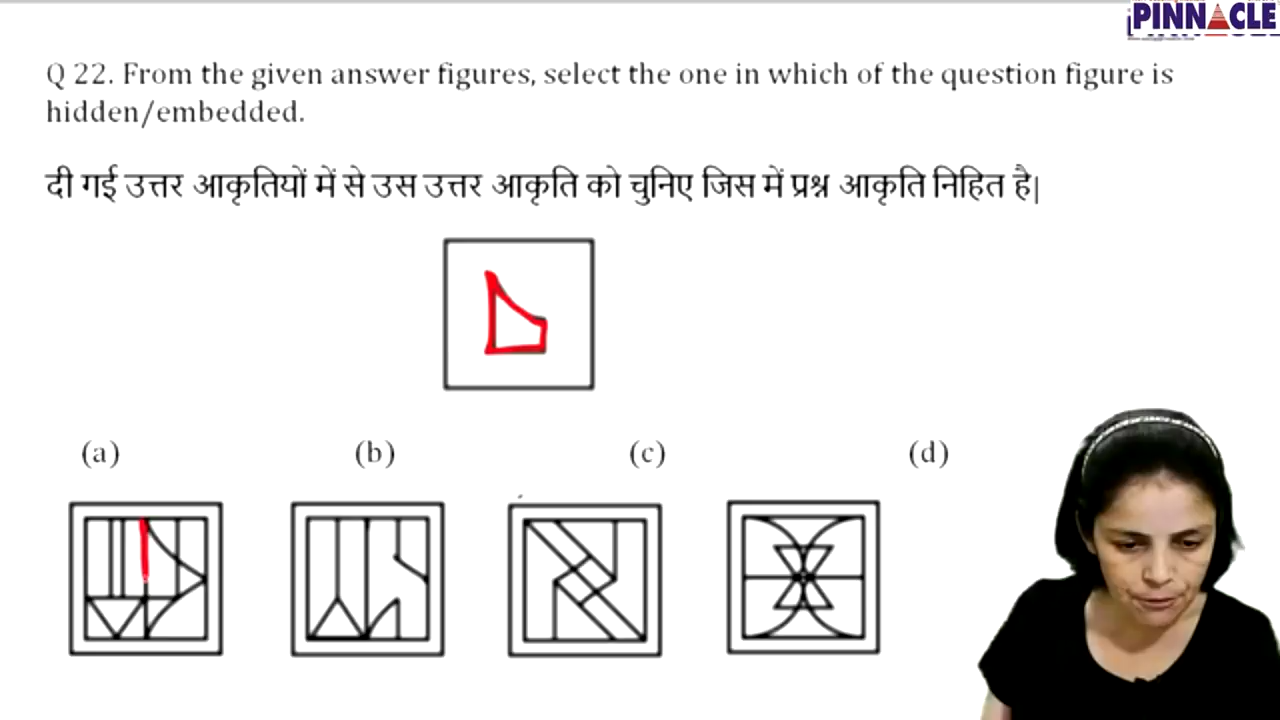 PINNACLE
Q 22. From the given answer figures, select the one in which of the question figure is
hidden/embedded.
दी गई उत्तर आकृतियों में से उस उत्तर आकृति को चुनिए जिस में प्रश्न आकृति निहित है|
(a) (b) (c) (d)